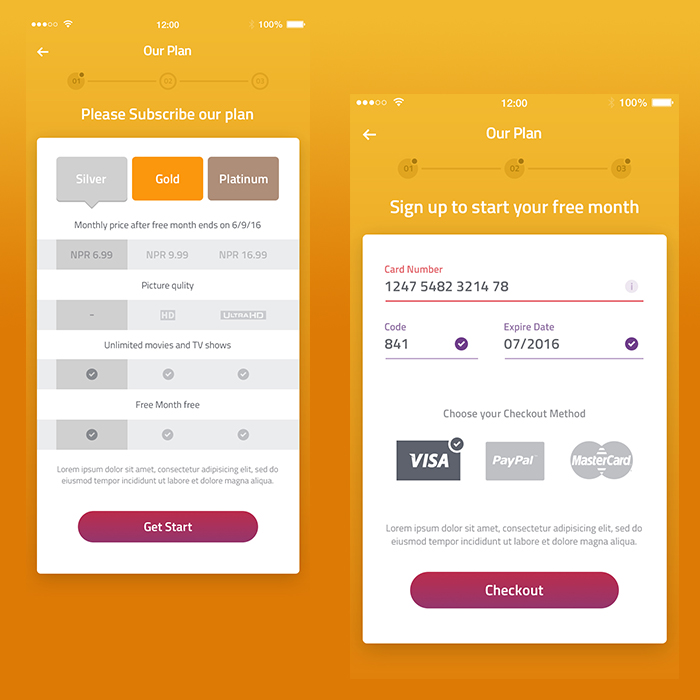 12:00
100%
Our Plan
01 02 03
Please Subscribe our plan
Silver Gold Platinum
Monthly price after free month ends on 6/9/16
NPR 6.99 NPR 9.99 NPR 16.99
Picture qulity
- HD ULTRA HD
Unlimited movies and TV shows
Free Month free
Lorem ipsum dolor sit am, consectetur adipisicing elit, sed
tempor incididunt ut labore et dolore magna aliqua.
Get Start
12:00
100%
Our Plan
01 02 03
Sign up to start your free month
Card Number
1247 5482 3214 78
i
Code Expire Date
841 07/2016
Choose your Checkout Method
VISA PayPal MasterCard
Lorem ipsum dolor sit amet, consectetur adipisicing elit, sed do
eiusmod tempor incididunt ut labore et dolore magna aliqua.
Checkout